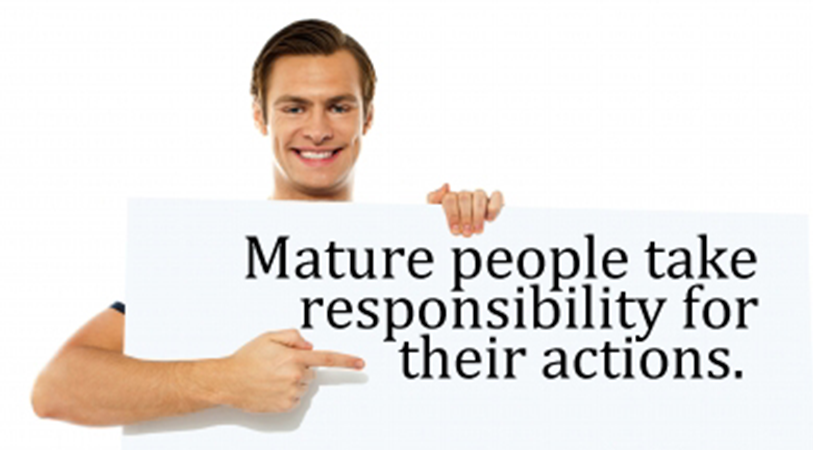 Mature people take
responsibility for
their actions.